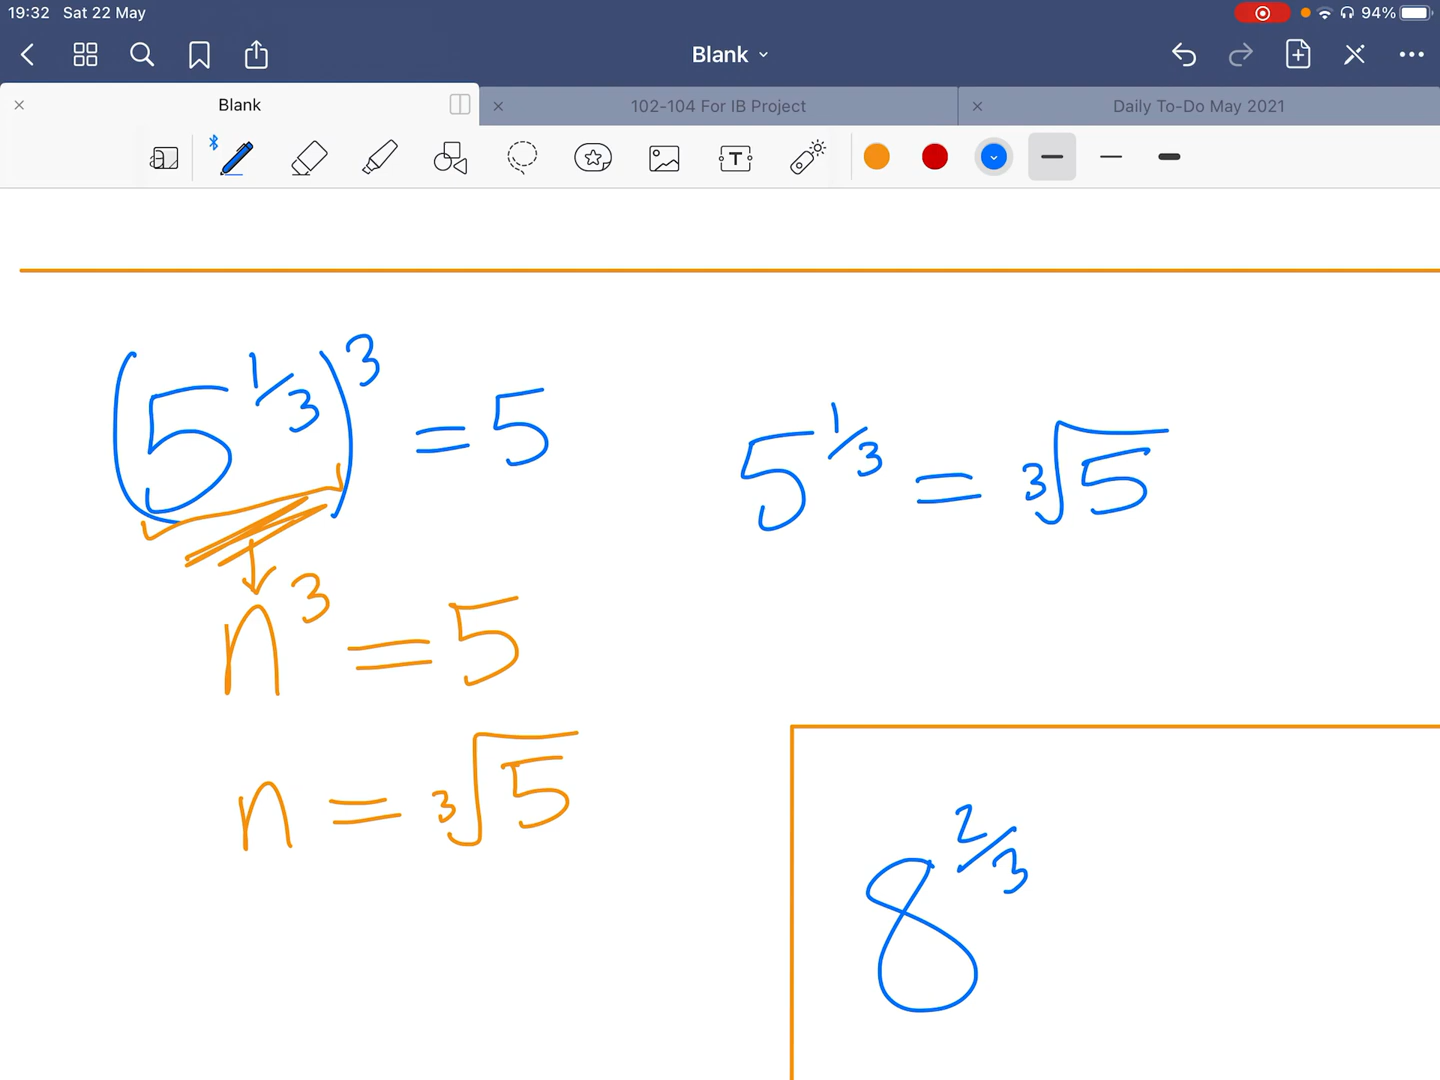 19:32 Sat 22 May 94%
Blank
Blank 102-104 For IB Project Daily To-Do May 2021
(5^{1/3})^3 = 5
5^{1/3} = ∛5
n^3 = 5
n = ∛5
8^{2/3}